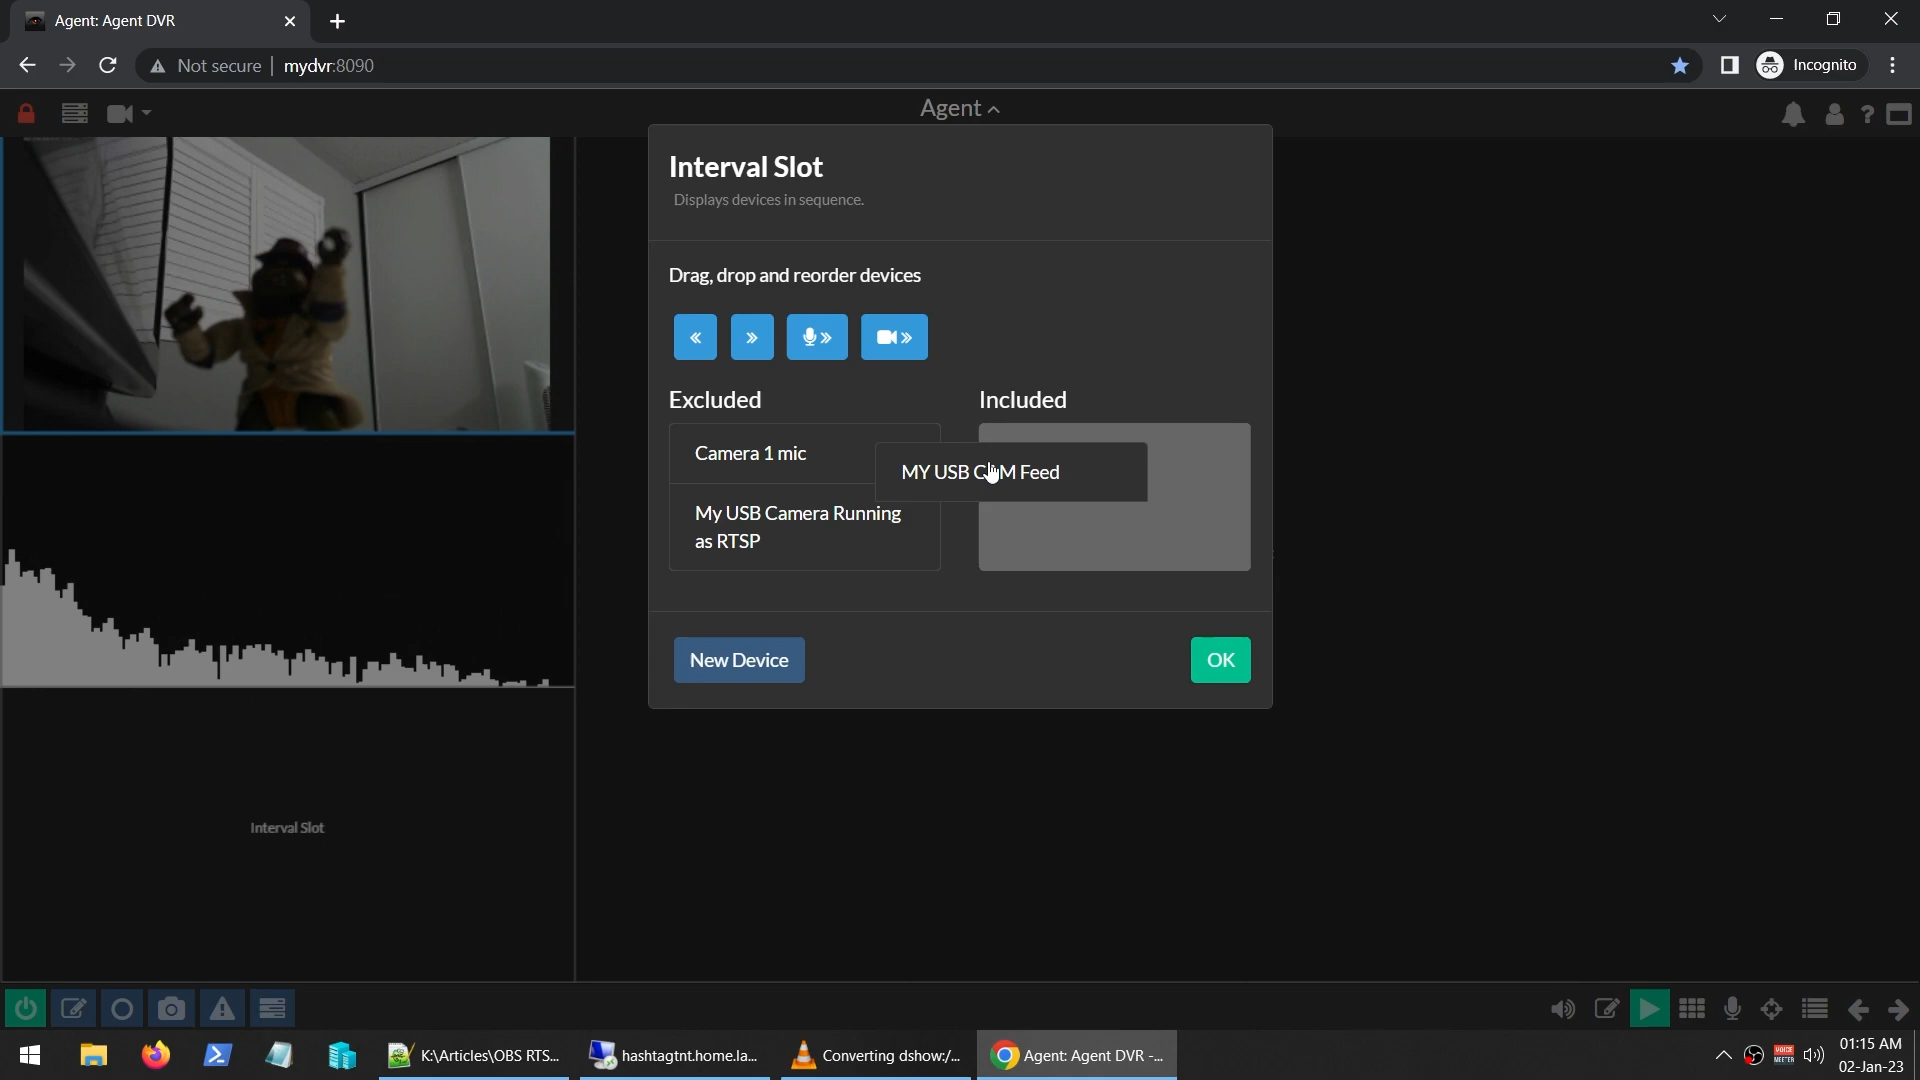 Agent: Agent DVR
Not secure
mydvr:8090
Incognito
Agent
Interval Slot
Displays devices in sequence.
Drag, drop and reorder devices
Excluded
Included
Camera 1 mic
MY USB CAM Feed
My USB Camera Running
as RTSP
New Device
OK
Interval Slot
K:\Articles\OBS RTS...
hashtagtnt.home.la...
Converting dshow:/...
Agent: Agent DVR -...
VOICE
MEETER
01:15 AM
02-Jan-23